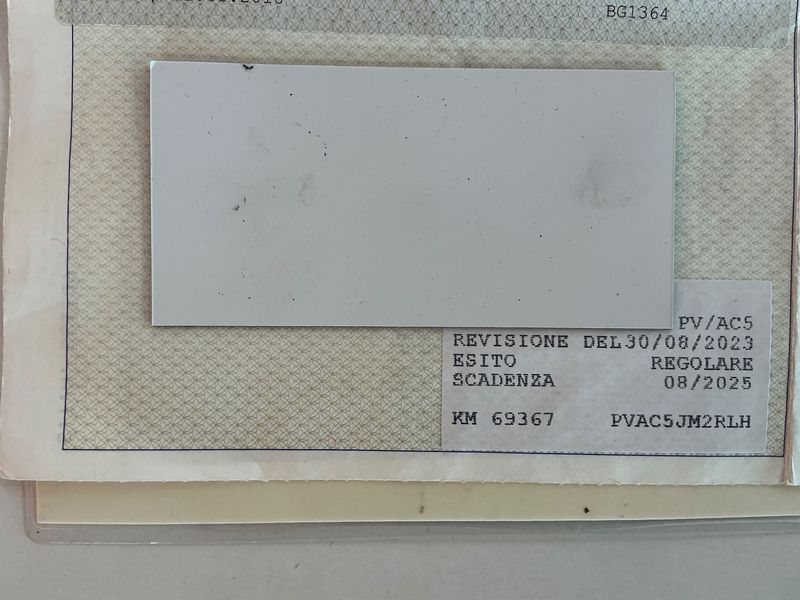 BG1364
PV/AC5
REVISIONE DEL30/08/2023
ESITO REGOLARE
SCADENZA 08/2025
KM 69367 PVAC5JM2RLH